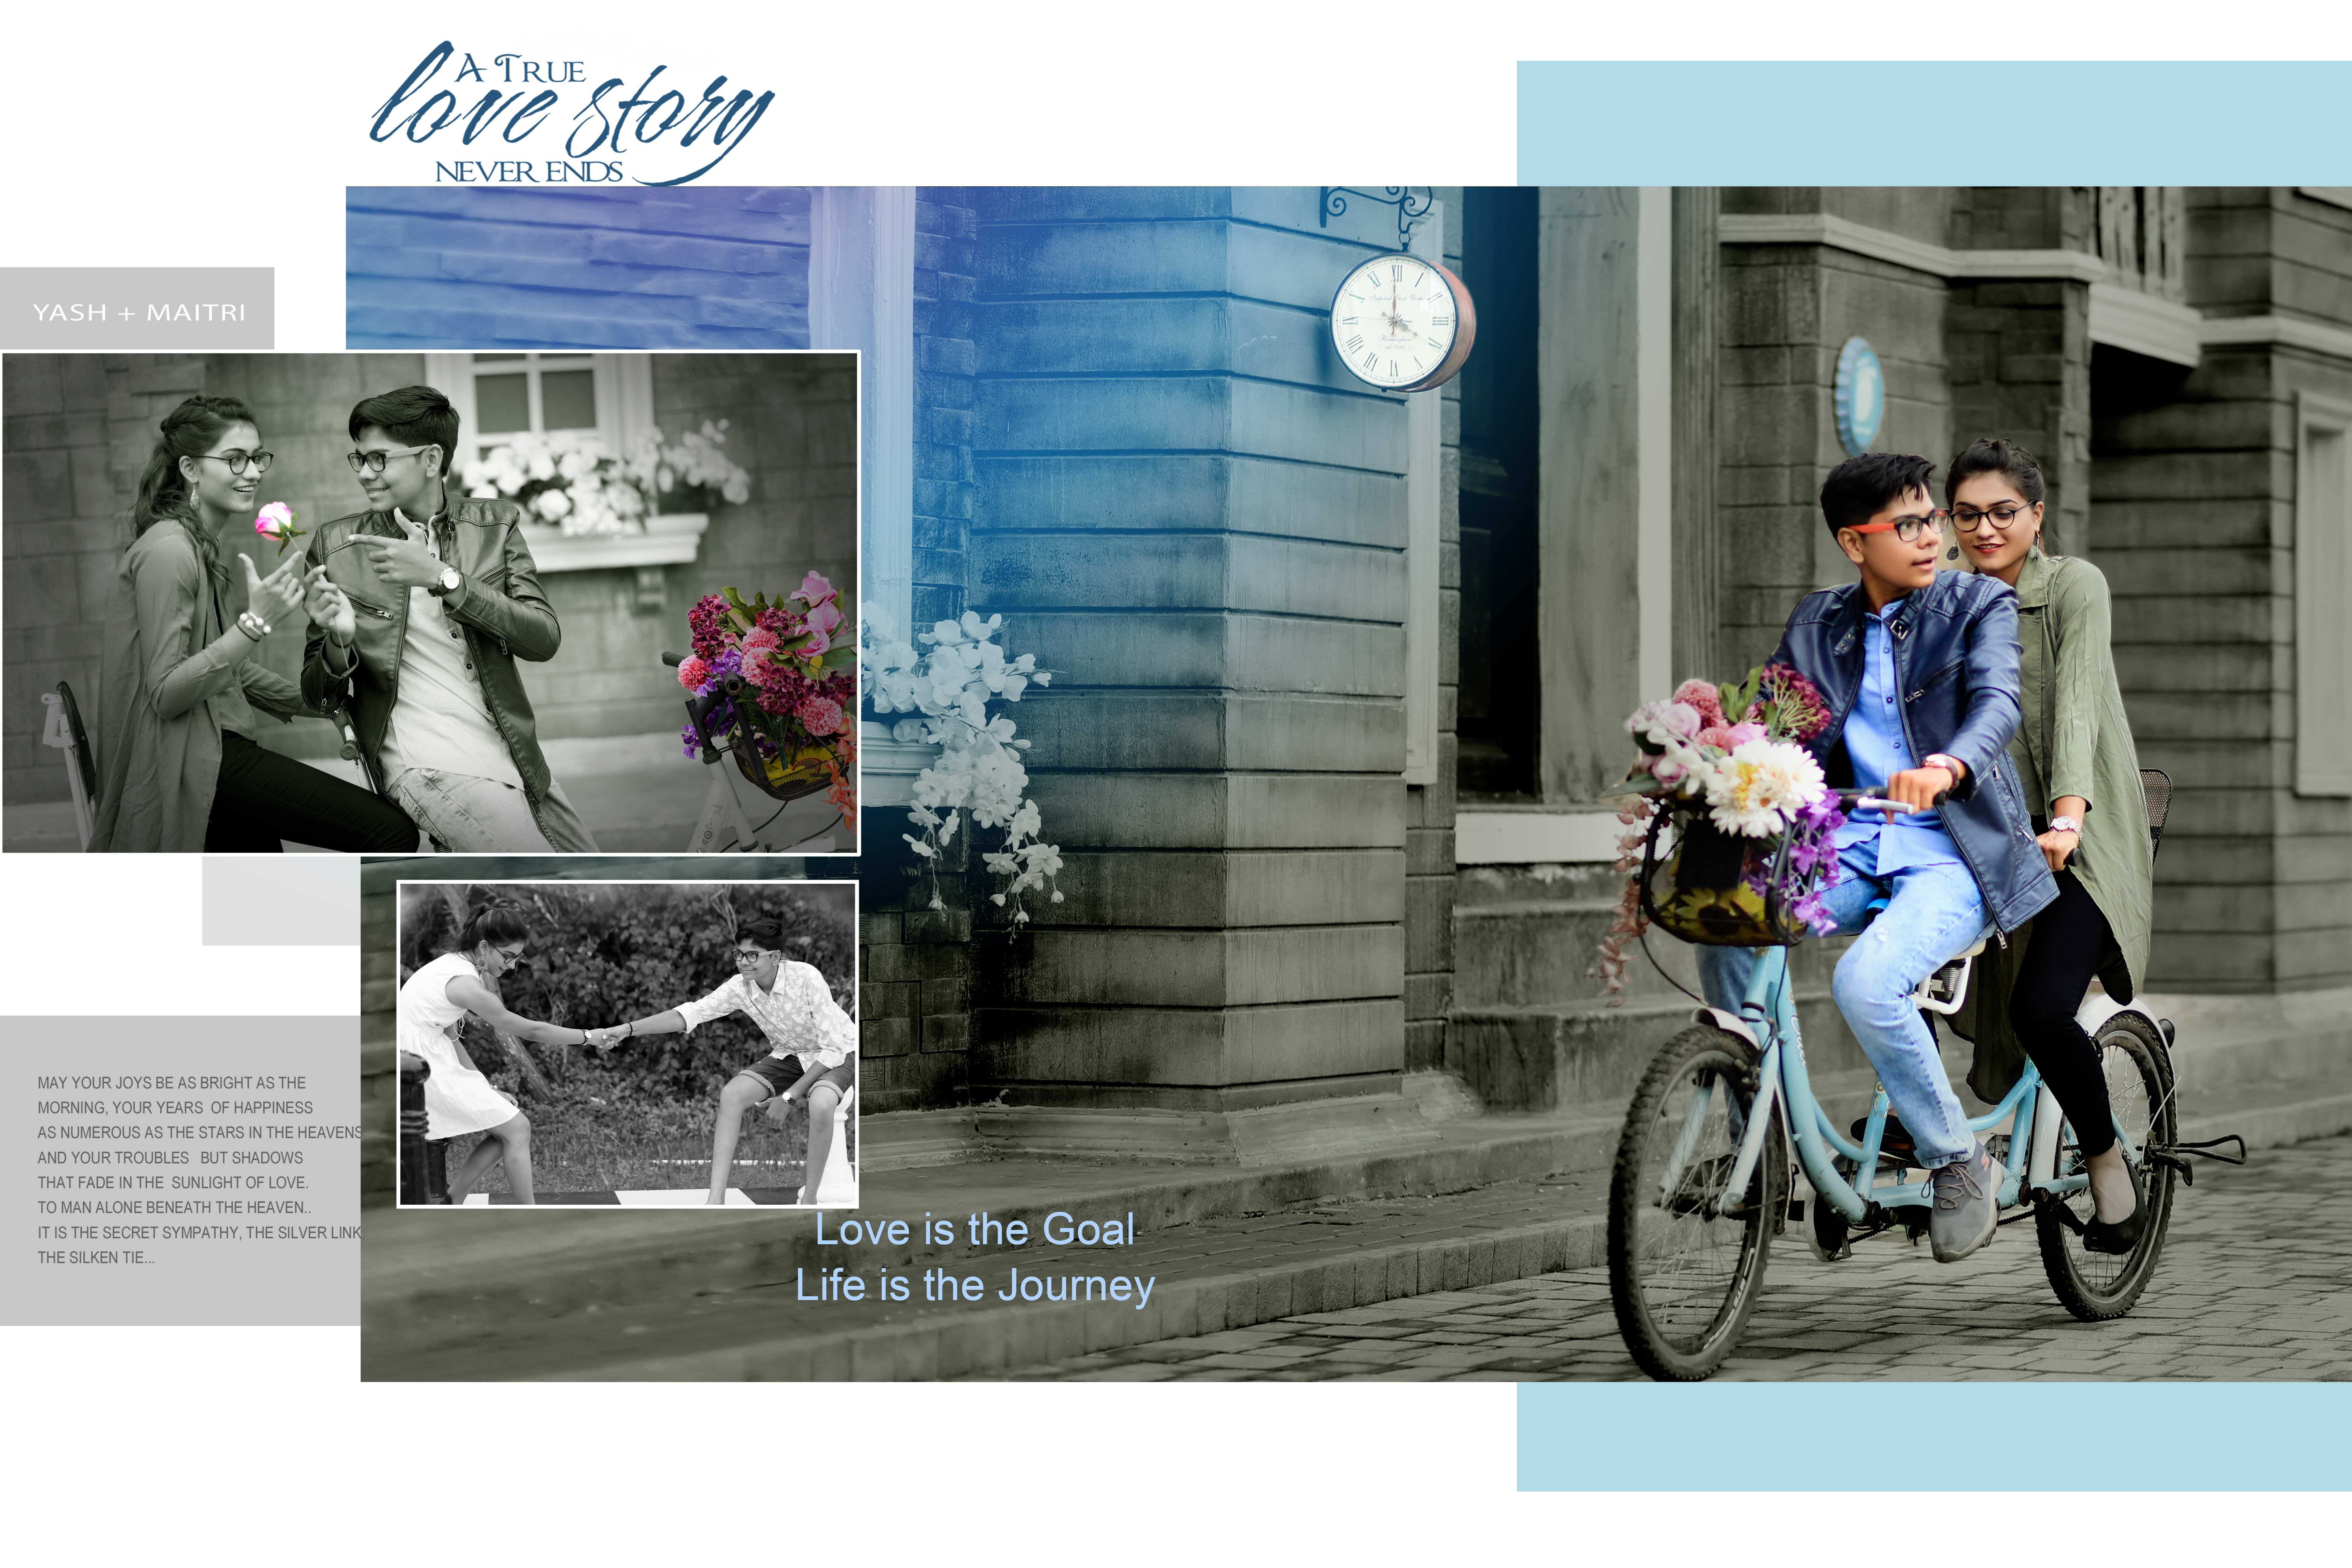 A TRUE
love story
NEVER ENDS
YASH + MAITRI
XII
MAY YOUR JOYS BE AS BRIGHT AS THE
MORNING, YOUR YEARS OF HAPPINESS
AS NUMEROUS AS THE STARS IN THE HEAVENS
AND YOUR TROUBLES BUT SHADOWS
THAT FADE IN THE SUNLIGHT OF LOVE.
TO MAN ALONE BENEATH THE HEAVEN..
IT IS THE SECRET SYMPATHY, THE SILVER LINK
THE SILKEN TIE...
Love is the Goal
Life is the Journey